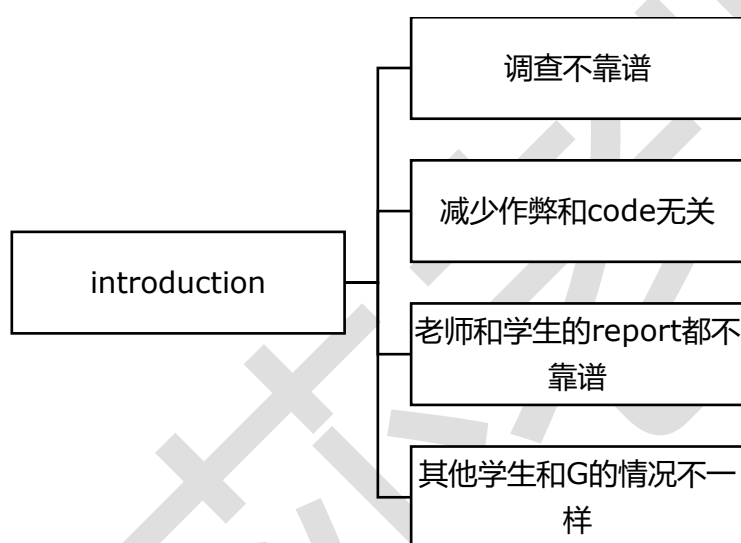 调查不靠谱
减少作弊和code无关
introduction
老师和学生的report都不
靠谱
其他学生和G的情况不一
样